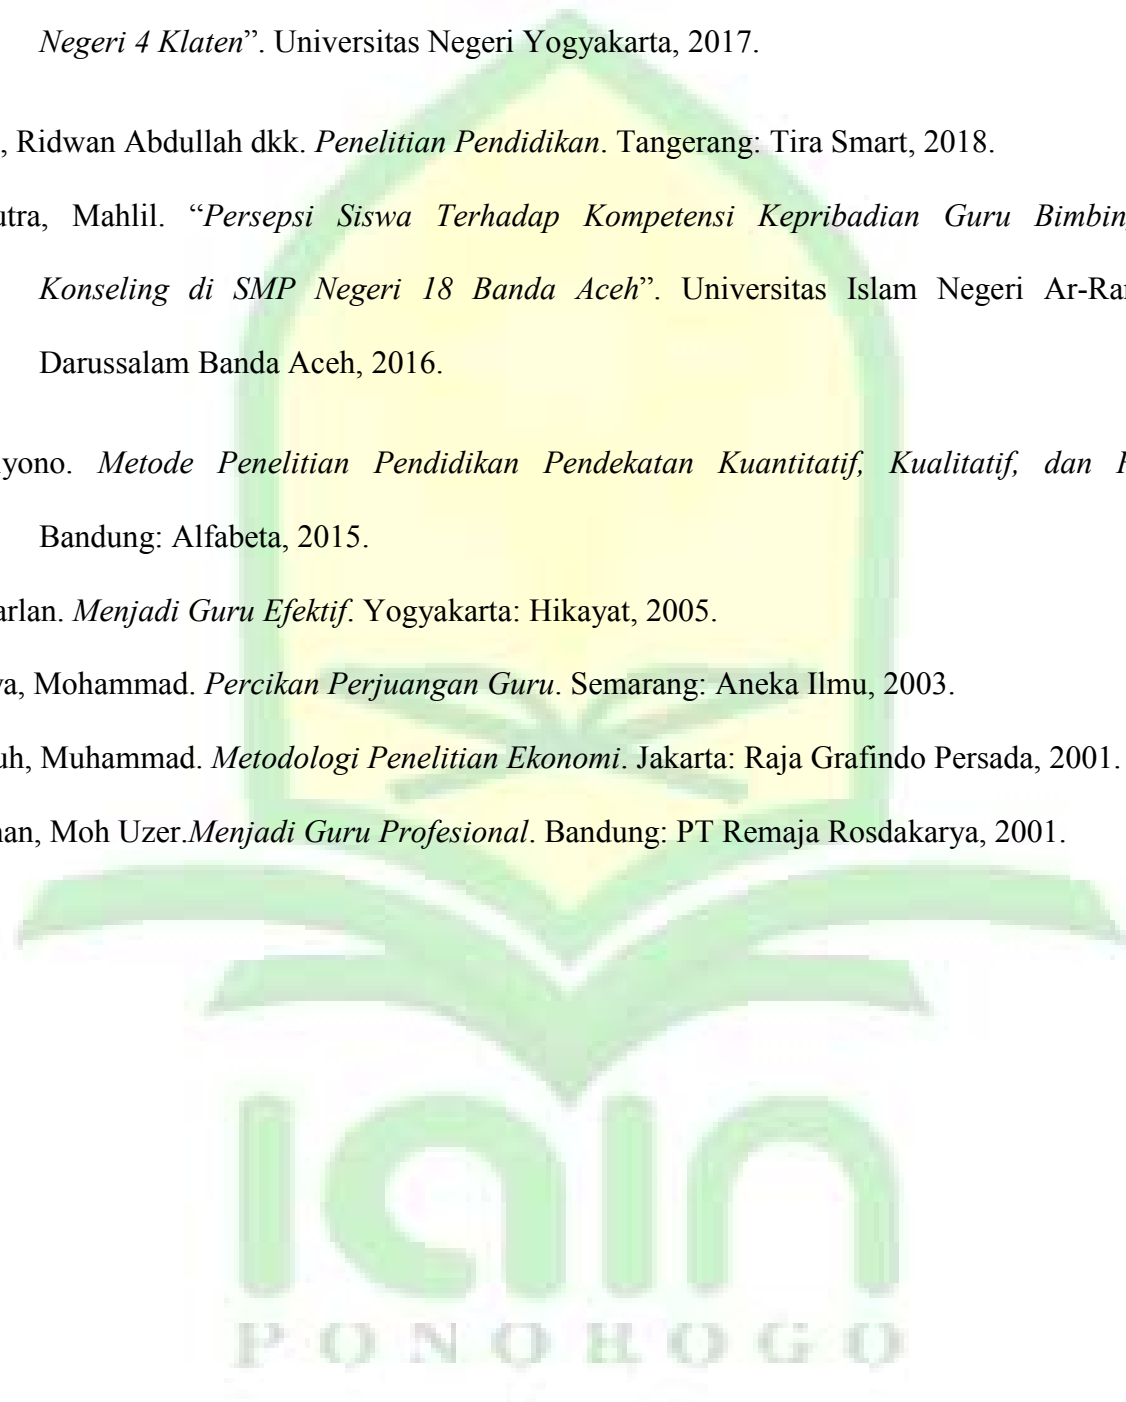 Negeri 4 Klaten”. Universitas Negeri Yogyakarta, 2017.
, Ridwan Abdullah dkk. Penelitian Pendidikan. Tangerang: Tira Smart, 2018.
utra, Mahlil. “Persepsi Siswa Terhadap Kompetensi Kepribadian Guru Bimbin
Konseling di SMP Negeri 18 Banda Aceh”. Universitas Islam Negeri Ar-Ran
Darussalam Banda Aceh, 2016.
iyono. Metode Penelitian Pendidikan Pendekatan Kuantitatif, Kualitatif, dan
Bandung: Alfabeta, 2015.
arlan. Menjadi Guru Efektif. Yogyakarta: Hikayat, 2005.
ya, Mohammad. Percikan Perjuangan Guru. Semarang: Aneka Ilmu, 2003.
uh, Muhammad. Metodologi Penelitian Ekonomi. Jakarta: Raja Grafindo Persada, 2001.
nan, Moh Uzer.Menjadi Guru Profesional. Bandung: PT Remaja Rosdakarya, 2001.
iain
PONOROGO